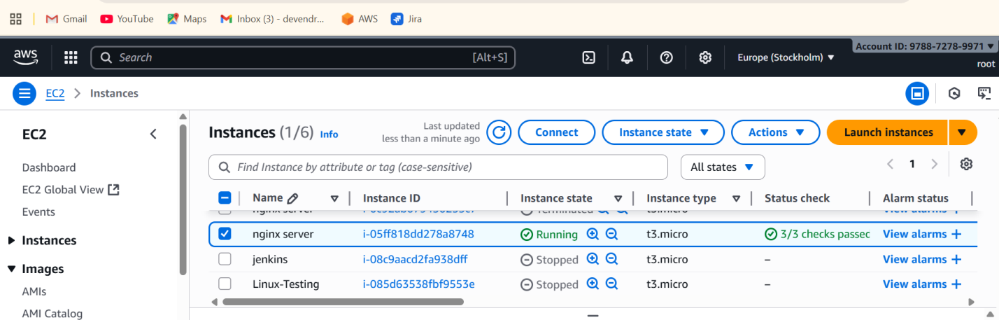 Gmail YouTube Maps Inbox (3) - devendr... AWS Jira
aws Search [Alt+S] Europe (Stockholm) ▼ Account ID: 9788-7278-9971 ▼
root
EC2 > Instances
EC2
Dashboard
EC2 Global View
Events
Instances
Images
AMIs
AMI Catalog
Instances (1/6) Info
Last updated
less than a minute ago
Connect Instance state ▼ Actions ▼ Launch instances ▼
Find Instance by attribute or tag (case-sensitive) All states ▼ < 1 >
Name Instance ID Instance state Instance type Status check Alarm status
nginx server Terminated t3.micro View alarms +
nginx server i-05ff818dd278a8748 Running t3.micro 3/3 checks passec View alarms +
jenkins i-08c9aacd2fa938dff Stopped t3.micro – View alarms +
Linux-Testing i-085d63538fbf9553e Stopped t3.micro – View alarms +